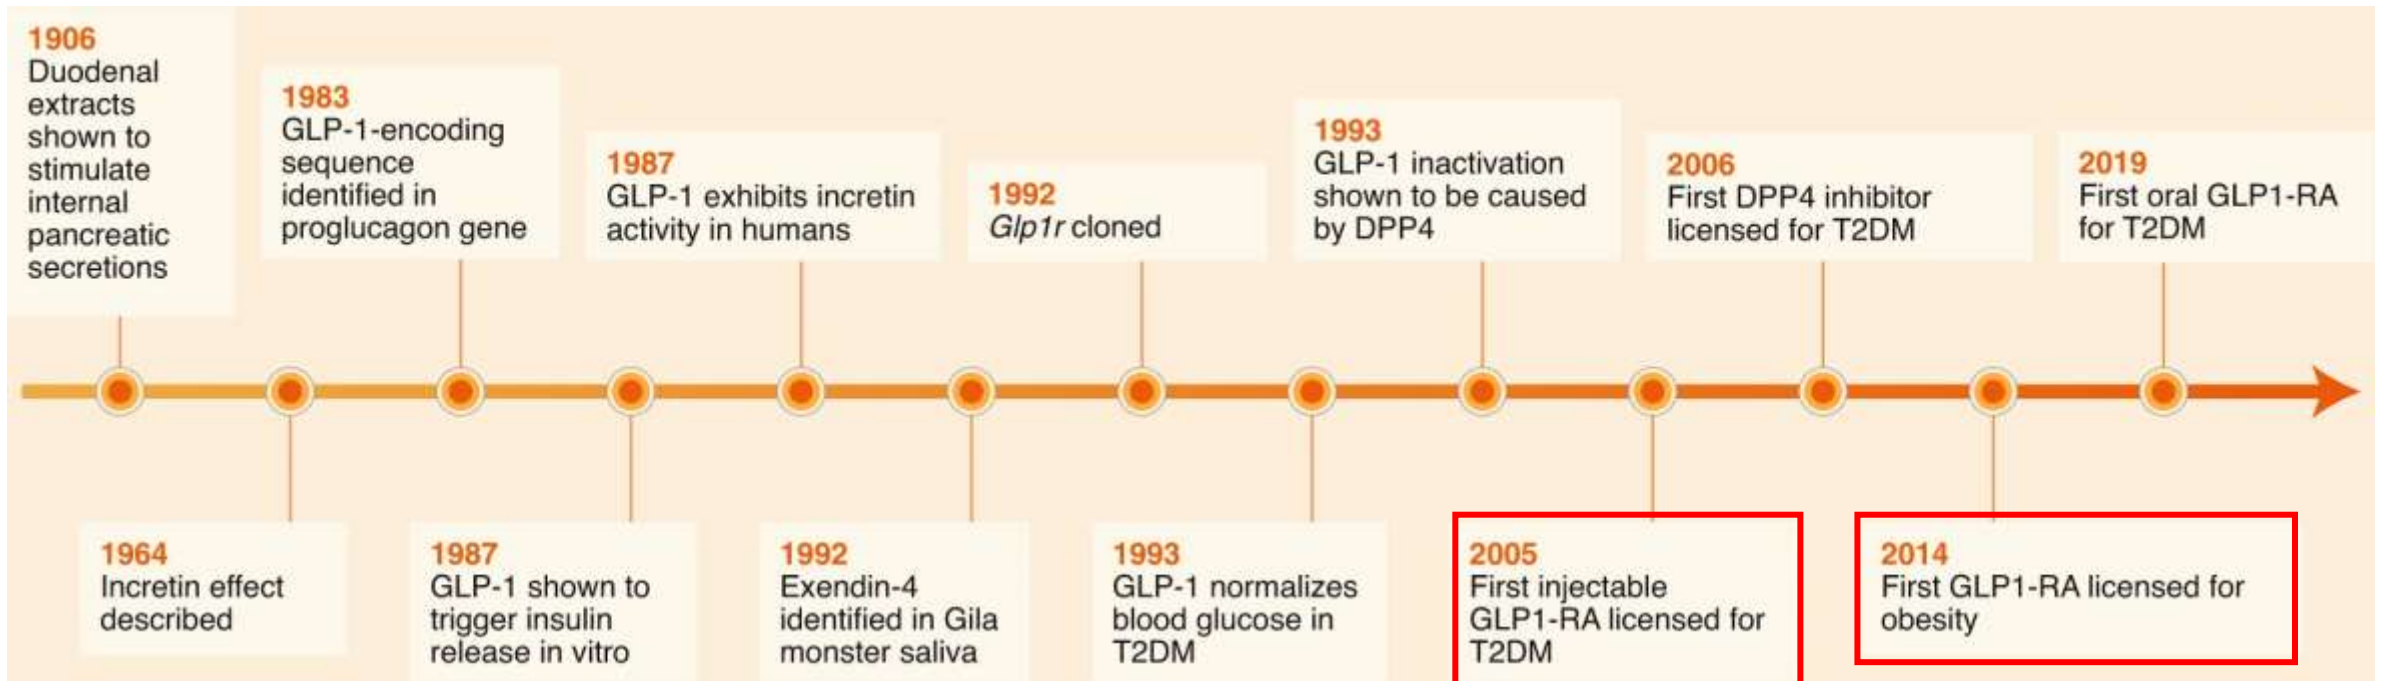 1906
Duodenal
extracts
shown to
stimulate
internal
pancreatic
secretions
1964
Incretin effect
described
1983
GLP-1-encoding
sequence
identified in
proglucagon gene
1987
GLP-1 shown to
trigger insulin
release in vitro
1987
GLP-1 exhibits incretin
activity in humans
1992
Exendin-4
identified in Gila
monster saliva
1992
Glp1r cloned
1993
GLP-1 normalizes
blood glucose in
T2DM
1993
GLP-1 inactivation
shown to be caused
by DPP4
2005
First injectable
GLP1-RA licensed for
T2DM
2006
First DPP4 inhibitor
licensed for T2DM
2014
First GLP1-RA licensed for
obesity
2019
First oral GLP1-RA
for T2DM